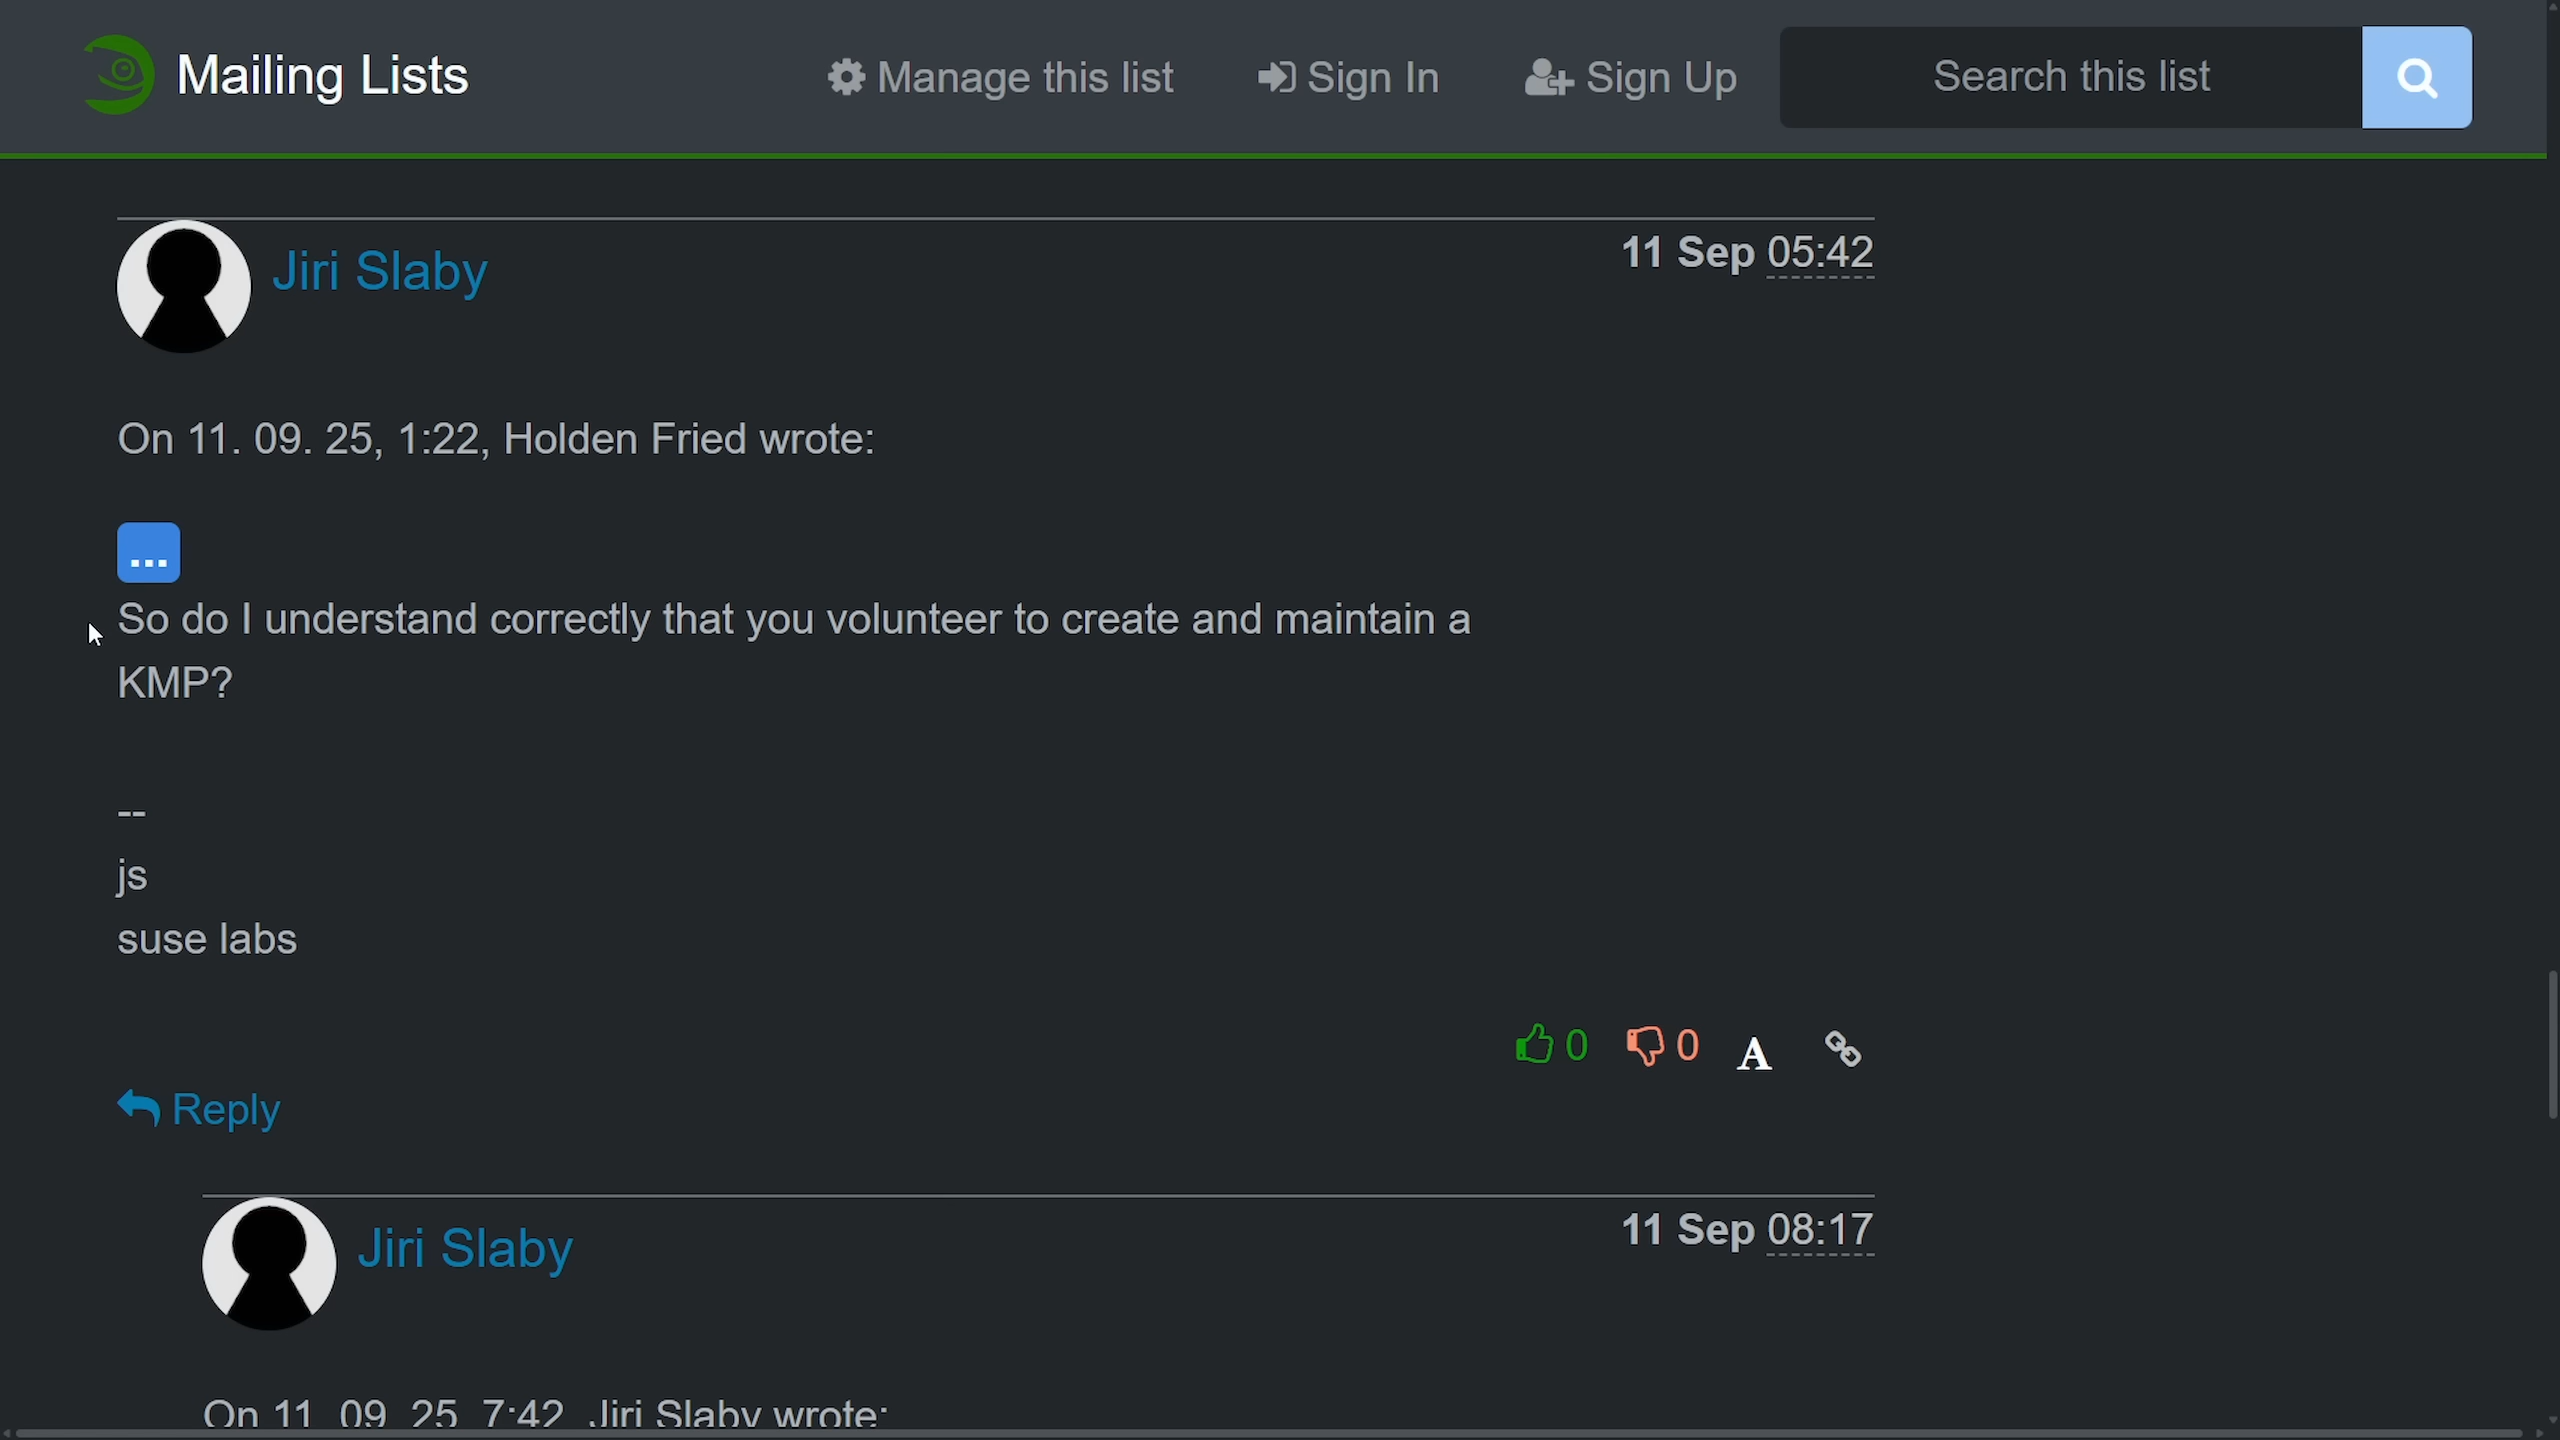 Mailing Lists
Manage this list
Sign In
Sign Up
Search this list
Jiri Slaby
11 Sep 05:42
On 11. 09. 25, 1:22, Holden Fried wrote:
...
So do I understand correctly that you volunteer to create and maintain a
KMP?
--
js
suse labs
0
0
A
Reply
Jiri Slaby
11 Sep 08:17
On 11. 09. 25, 7:42, Jiri Slaby wrote: